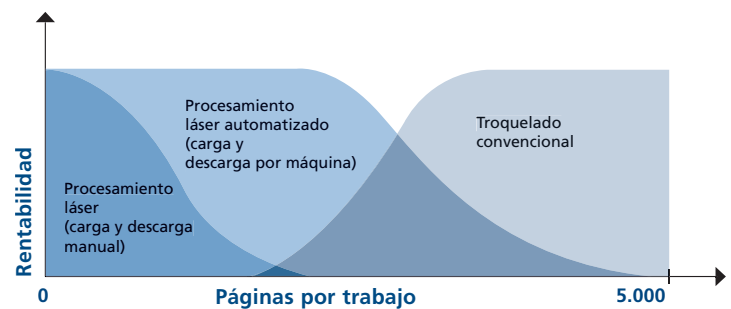 Procesamiento
láser automatizado
(carga y
descarga por máquina)
Troquelado
convencional
Procesamiento
láser
(carga y descarga
manual)
Rentabilidad
0
Páginas por trabajo
5.000